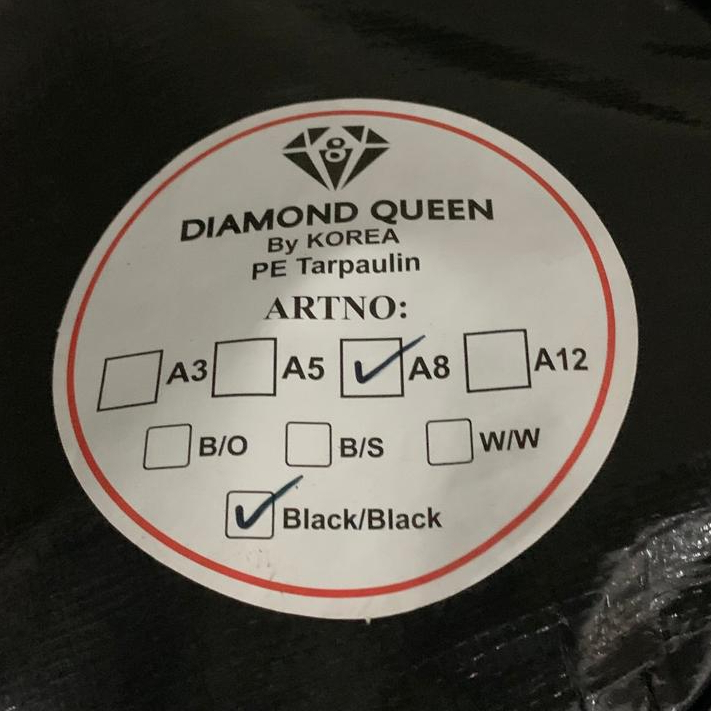 8
DIAMOND QUEEN
By KOREA
PE Tarpaulin
ARTNO:
A3 A5 A8 A12
B/O B/S W/W
Black/Black